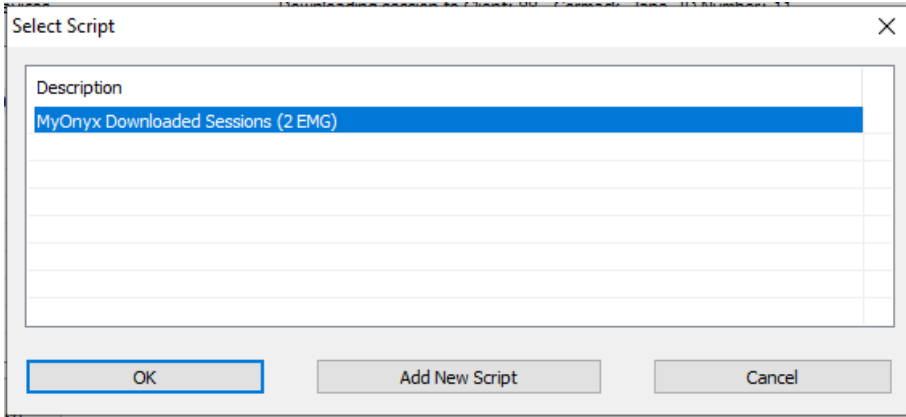 Select Script
Description
MyOnyx Downloaded Sessions (2 EMG)
OK
Add New Script
Cancel